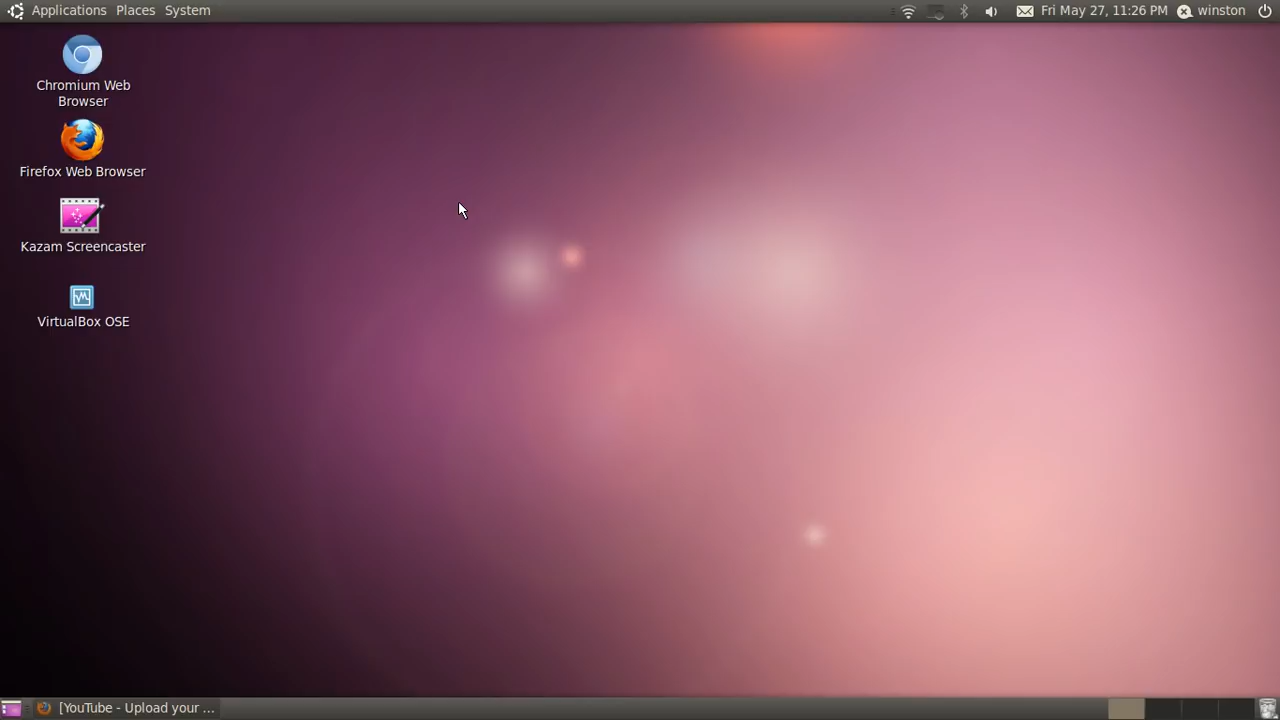 Applications Places System Fri May 27, 11:26 PM winston
Chromium Web
Browser
Firefox Web Browser
Kazam Screencaster
VirtualBox OSE
[YouTube - Upload your ...